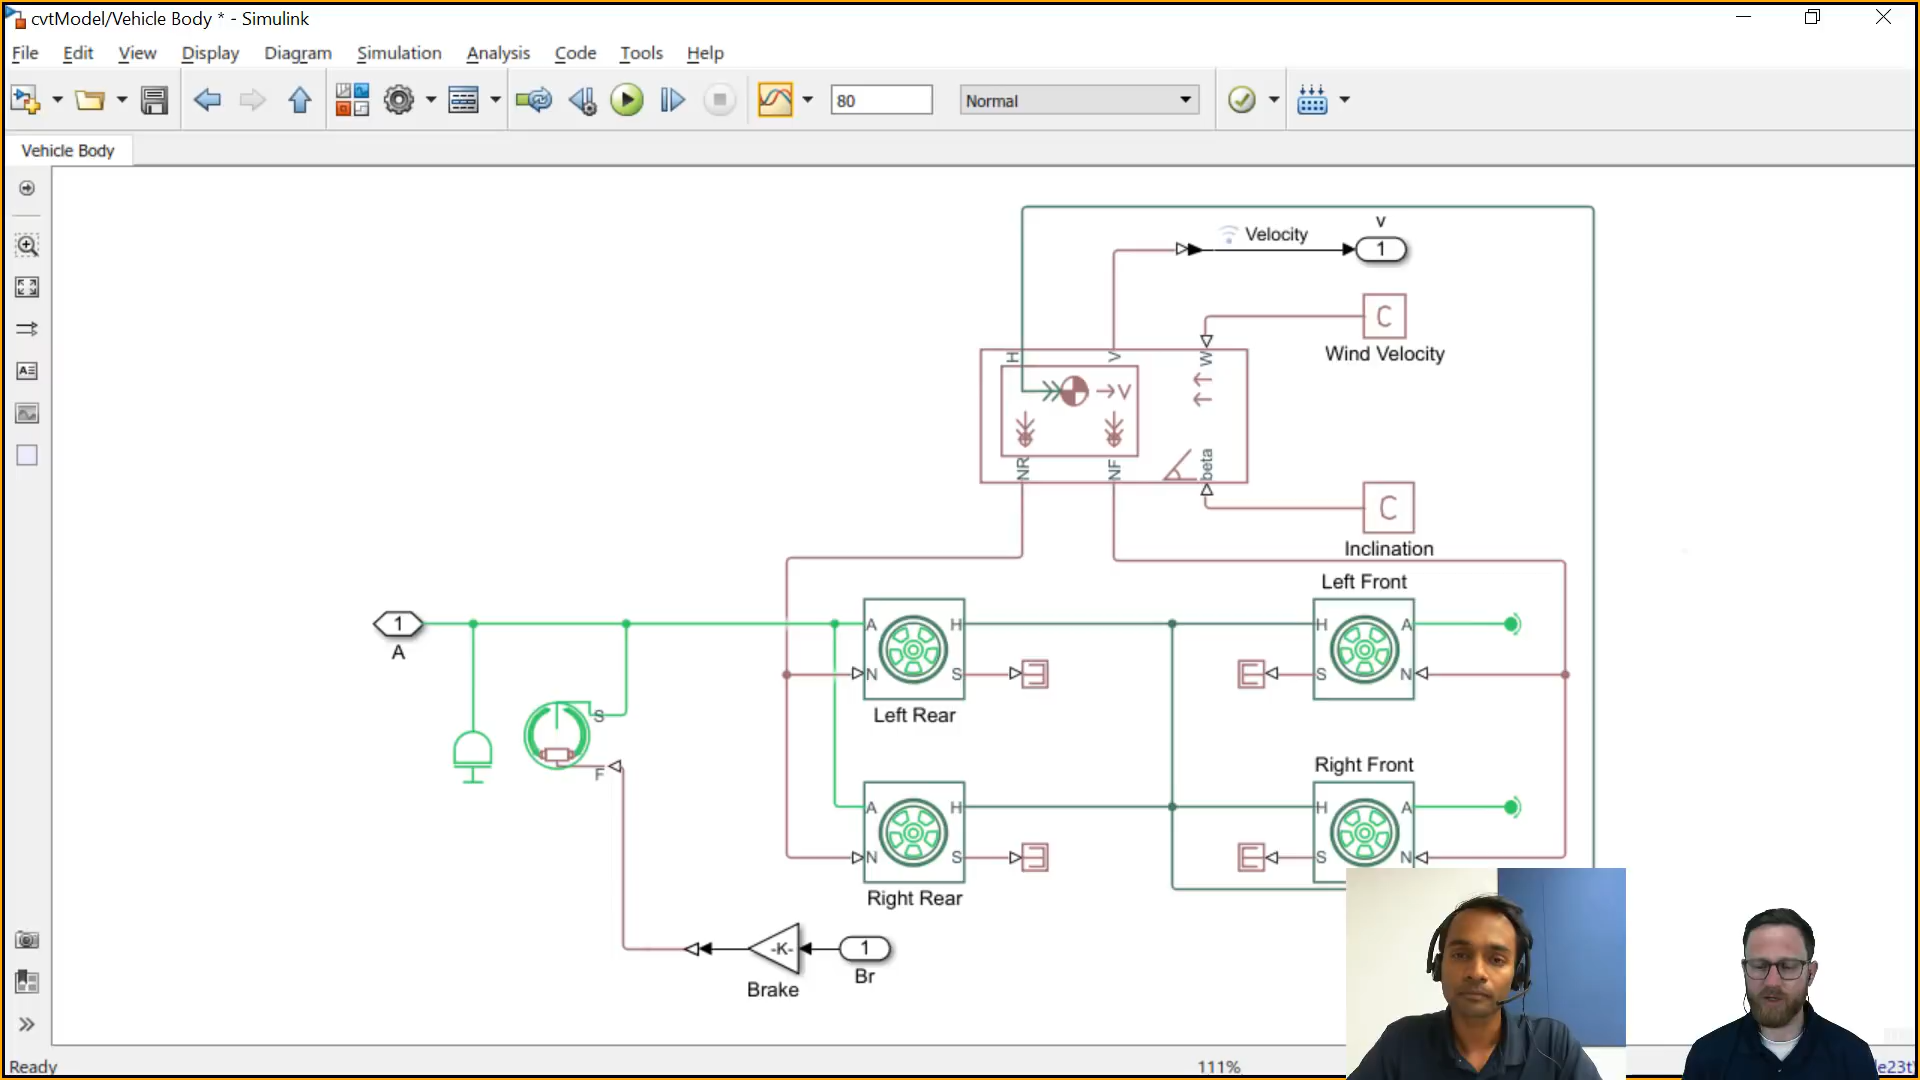 cvtModel/Vehicle Body * - Simulink
File Edit View Display Diagram Simulation Analysis Code Tools Help
80 Normal
Vehicle Body
v
Velocity 1
C
Wind Velocity
H V W
V
NR NF beta
C
Inclination
Left Front
1 A H H A
A
N S S N
Left Rear
S
F
Right Front
A H H A
N S S N
Right Rear
-K- 1
Br
Brake
Ready 111%